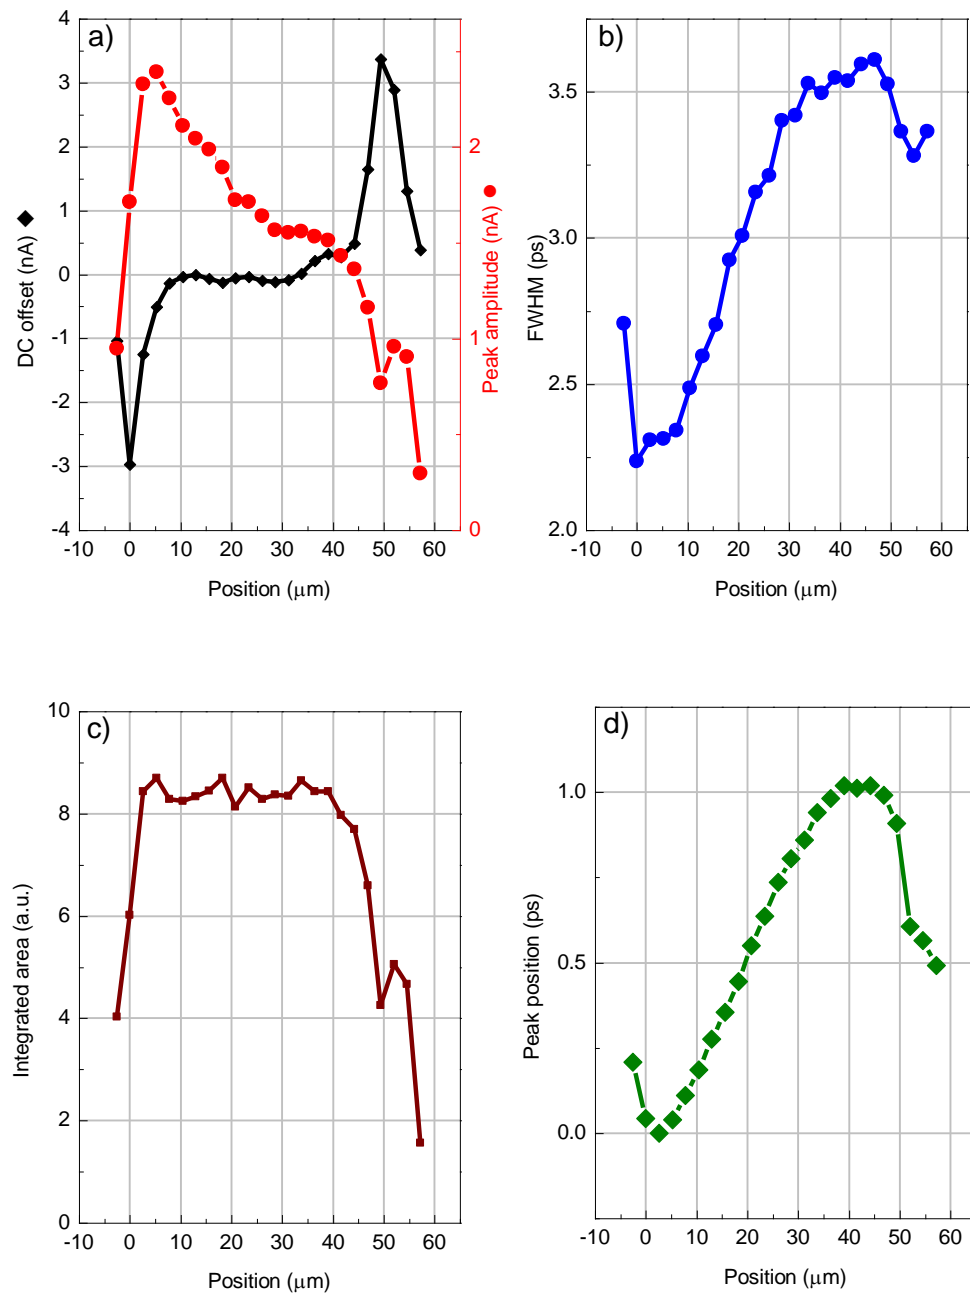 a)
4
3
2
1
0
-1
-2
-3
-4
DC offset (nA) ◆
2
1
0
Peak amplitude (nA) ●
-10 0 10 20 30 40 50 60
Position (μm)
b)
3.5
3.0
2.5
2.0
FWHM (ps)
-10 0 10 20 30 40 50 60
Position (μm)
c)
10
8
6
4
2
0
Integrated area (a.u.)
-10 0 10 20 30 40 50 60
Position (μm)
d)
1.0
0.5
0.0
Peak position (ps)
-10 0 10 20 30 40 50 60
Position (μm)